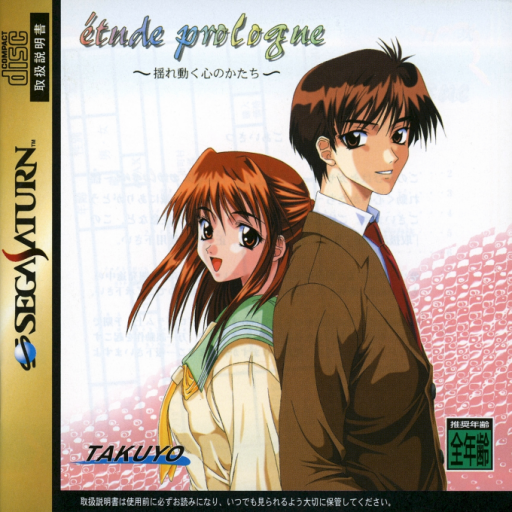 COMPACT
disc
取扱説明書
étude prologue
～揺れ動く心のかたち～
SEGA SATURN™
TAKUYO
推奨年齢
全年齢
取扱説明書は使用前に必ずお読みになり、いつでも見られるよう大切に保管してください。